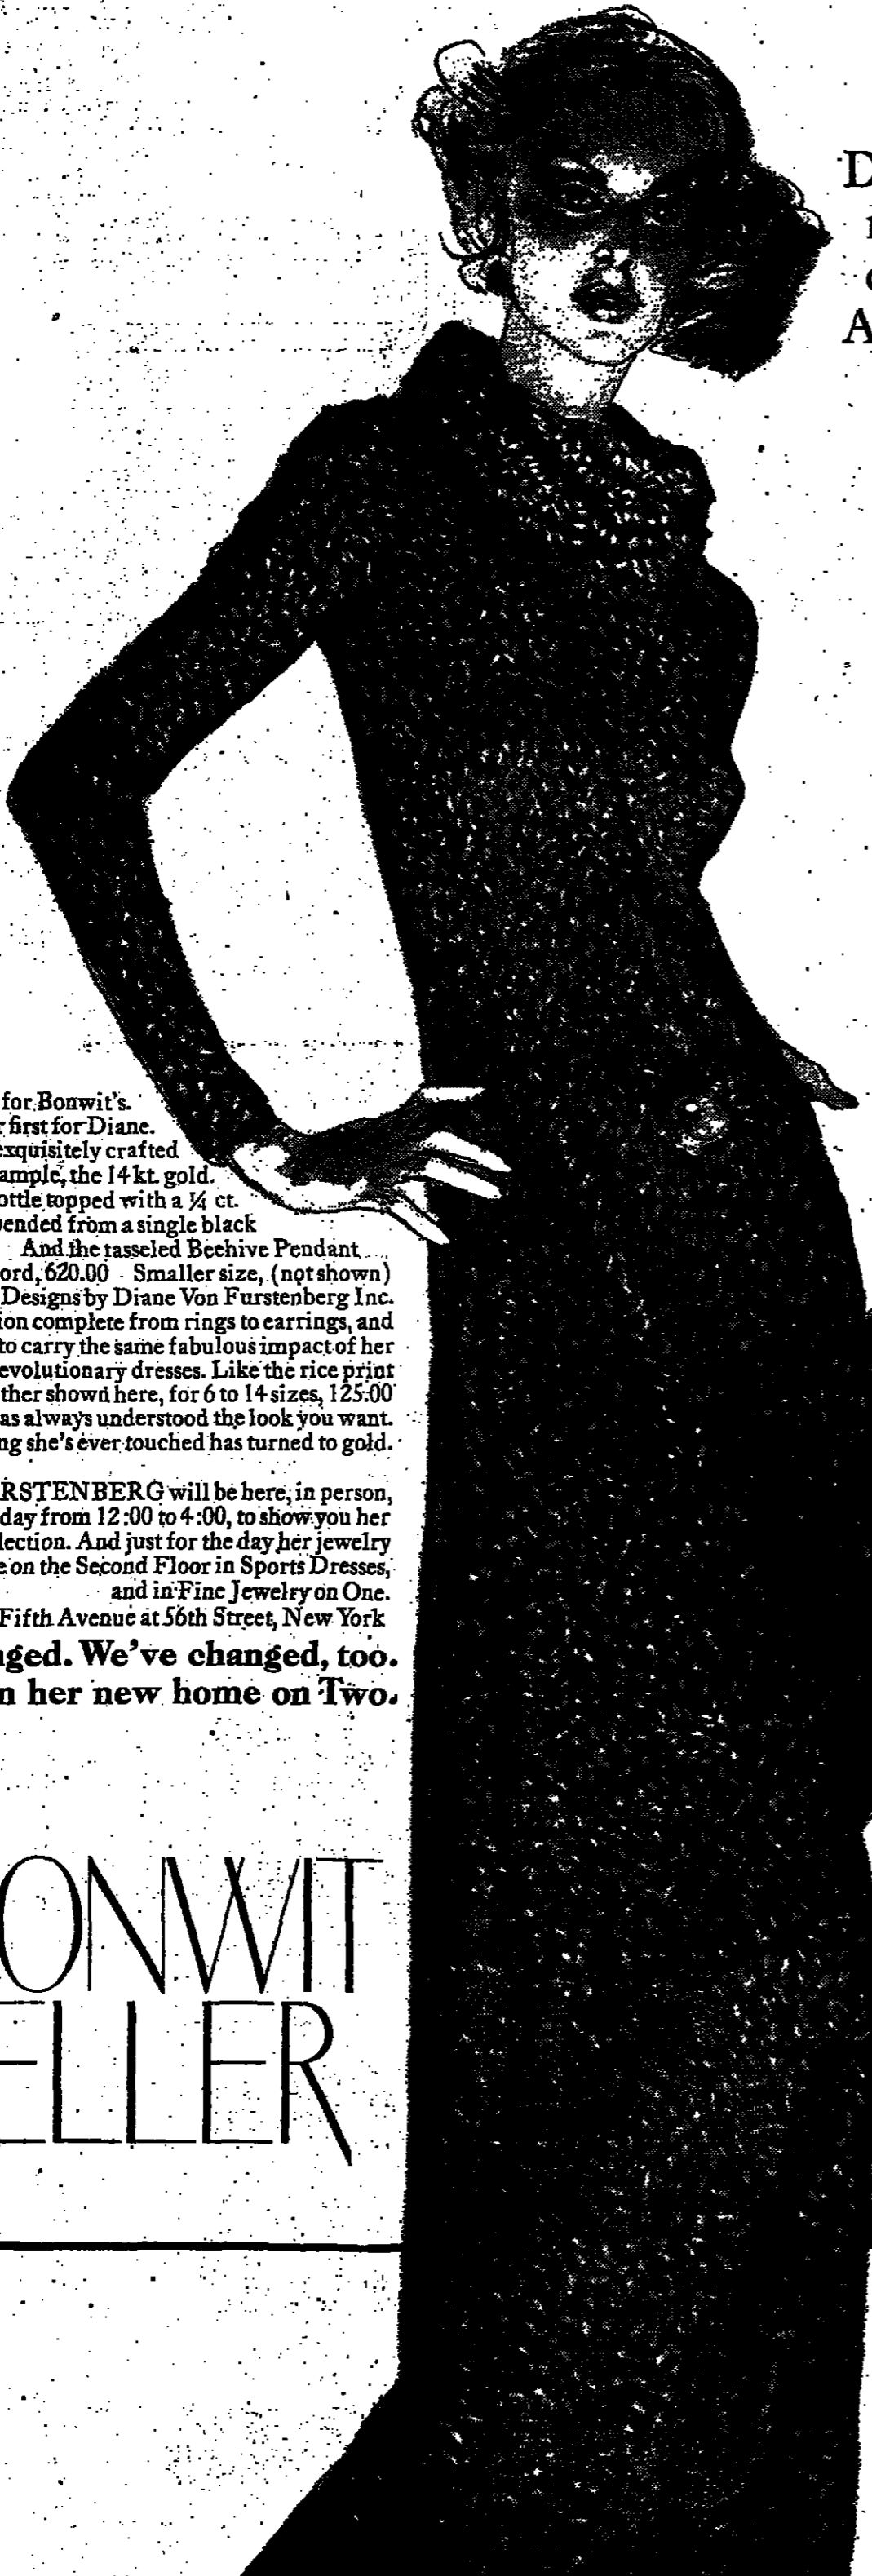 D
A
for Bonwit's.
first for Diane.
exquisitely crafted
ample, the 14 kt. gold.
ottle topped with a ¼ ct.
pended from a single black
And the tasseled Beehive Pendant
ord, 620.00 Smaller size, (not shown)
Designs by Diane Von Furstenberg Inc.
ion complete from rings to earrings, and
to carry the same fabulous impact of her
evolutionary dresses. Like the rice print
ther shown here, for 6 to 14 sizes, 125.00
as always understood the look you want.
ng she's ever touched has turned to gold.
RSTENBERG will be here, in person,
day from 12:00 to 4:00, to show you her
lection. And just for the day her jewelry
e on the Second Floor in Sports Dresses,
and in Fine Jewelry on One.
Fifth Avenue at 56th Street, New York
ged. We've changed, too.
n her new home on Two.
ONWIT
ELLER